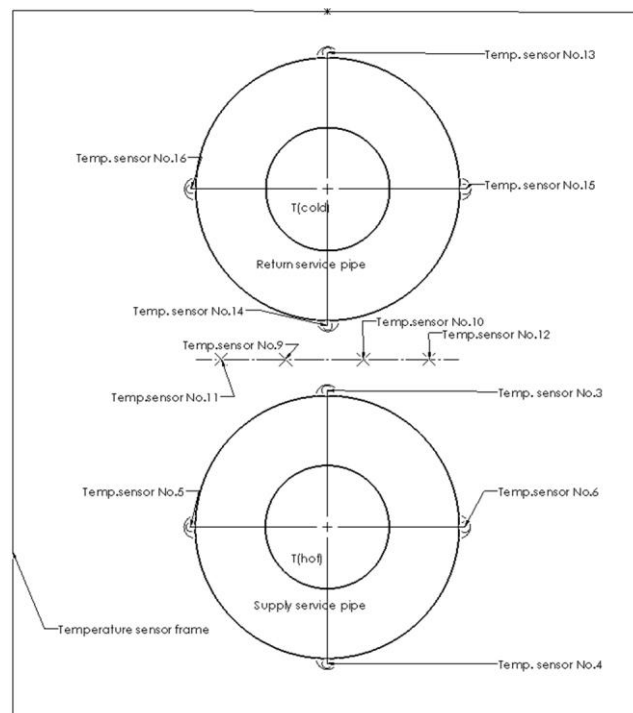 Temp. sensor No.13
Temp. sensor No.16
Temp. sensor No.15
T(cold)
Return service pipe
Temp. sensor No.14
Temp. sensor No.10
Temp.sensor No.9
Temp.sensor No.12
Temp.sensor No.11
Temp. sensor No.3
Temp.sensor No.5
Temp.sensor No.6
T(hot)
Supply service pipe
Temperature sensor frame
Temp. sensor No.4